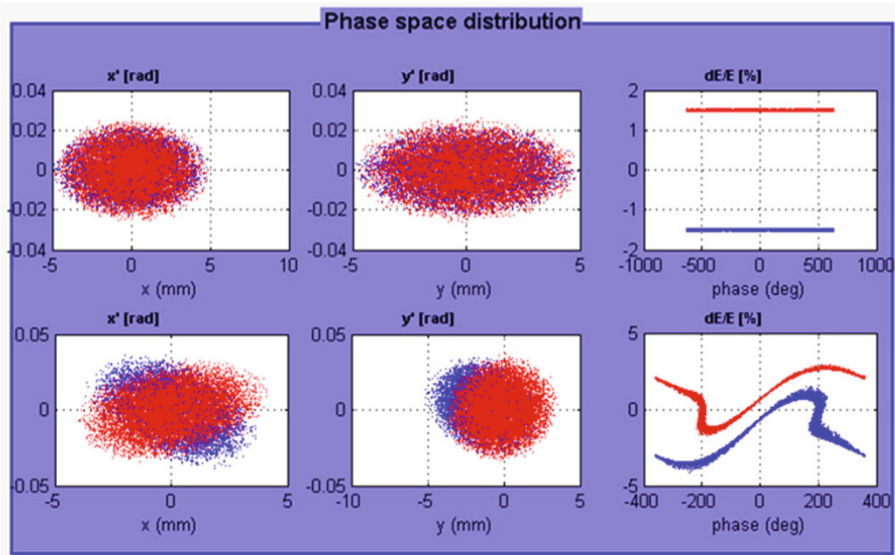 Phase space distribution
x' [rad] y' [rad] dE/E [%]
0.04 0.04 2
0.02 0.02 1
0 0 0
-0.02 -0.02 -1
-0.04 -0.04 2
-5 0 5 10 -5 0 5 -1000 -500 0 500 1000
x (mm) y (mm) phase (deg)
x' [rad] y' [rad] dE/E [%]
0.05 0.05 5
0 0 0
-0.05 -0.05 -5
-5 0 5 -10 -5 0 5 -400 -200 0 200 400
x (mm) y (mm) phase (deg)